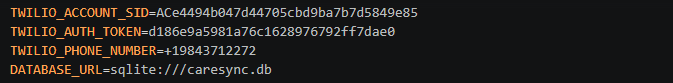 TWILIO_ACCOUNT_SID=ACe4494b047d44705cbd9ba7b7d5849e85
TWILIO_AUTH_TOKEN=d186e9a5981a76c1628976792ff7dae0
TWILIO_PHONE_NUMBER=+19843712272
DATABASE_URL=sqlite:///caresync.db